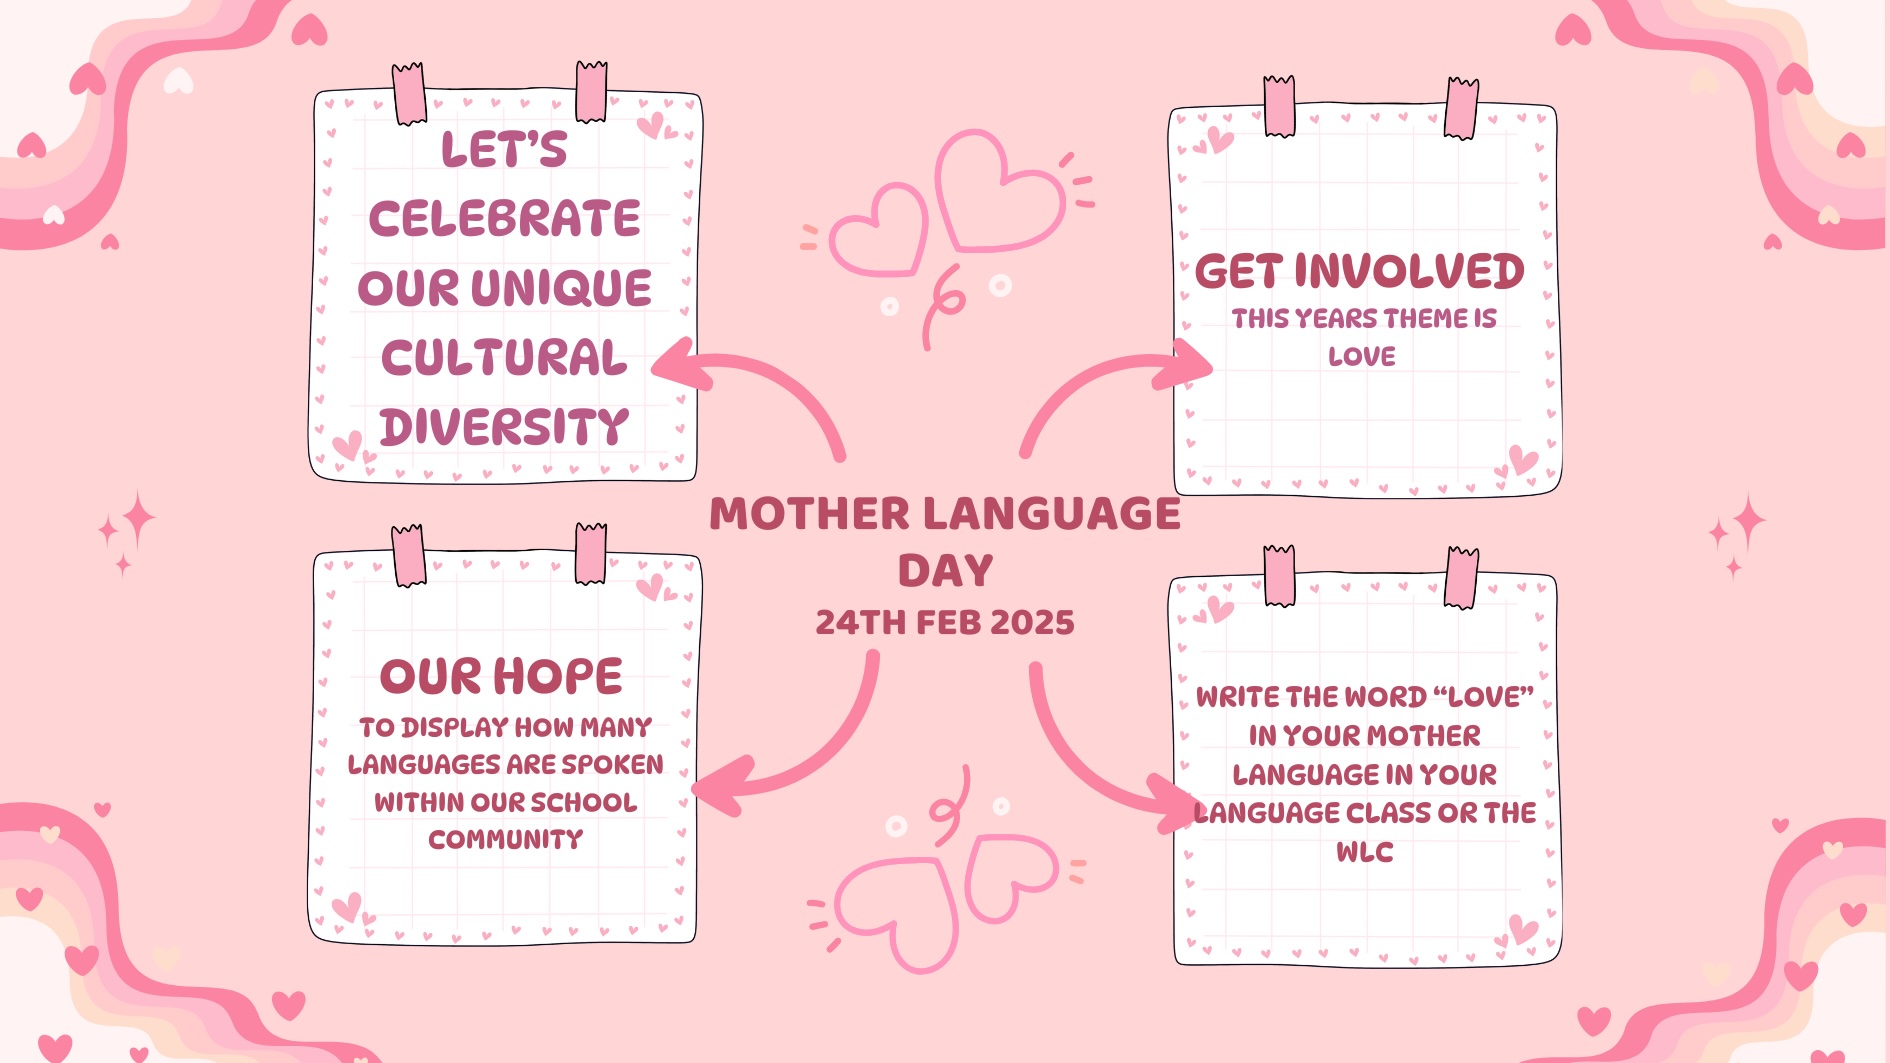 LET’S
CELEBRATE
OUR UNIQUE
CULTURAL
DIVERSITY
GET INVOLVED
THIS YEARS THEME IS
LOVE
MOTHER LANGUAGE
DAY
24TH FEB 2025
OUR HOPE
TO DISPLAY HOW MANY
LANGUAGES ARE SPOKEN
WITHIN OUR SCHOOL
COMMUNITY
WRITE THE WORD “LOVE”
IN YOUR MOTHER
LANGUAGE IN YOUR
LANGUAGE CLASS OR THE
WLC